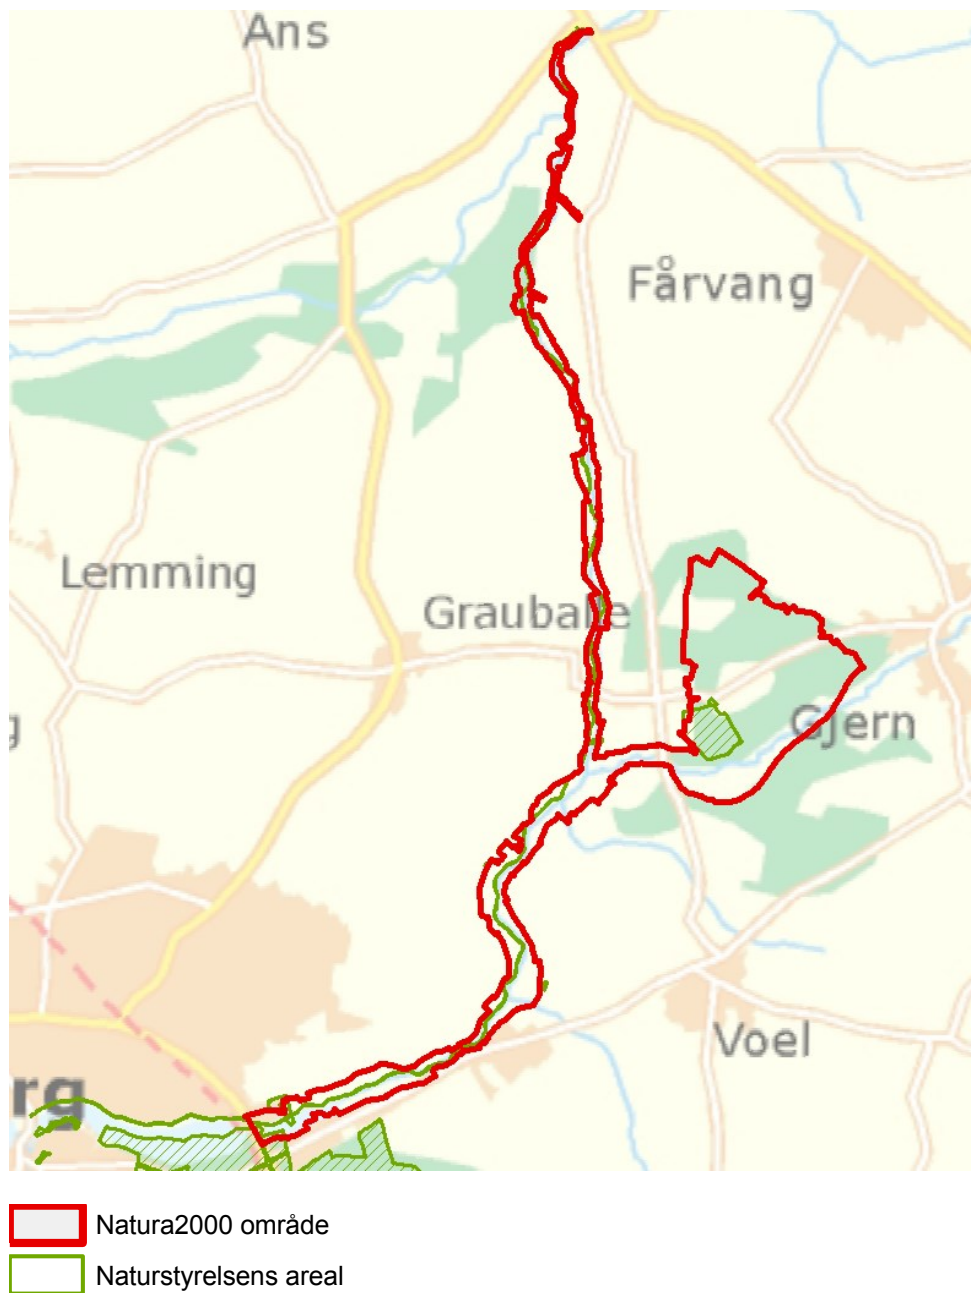 Ans
Fårvang
Lemming
Grauballe
g
Gjern
Voel
rg
Natura2000 område
Naturstyrelsens areal